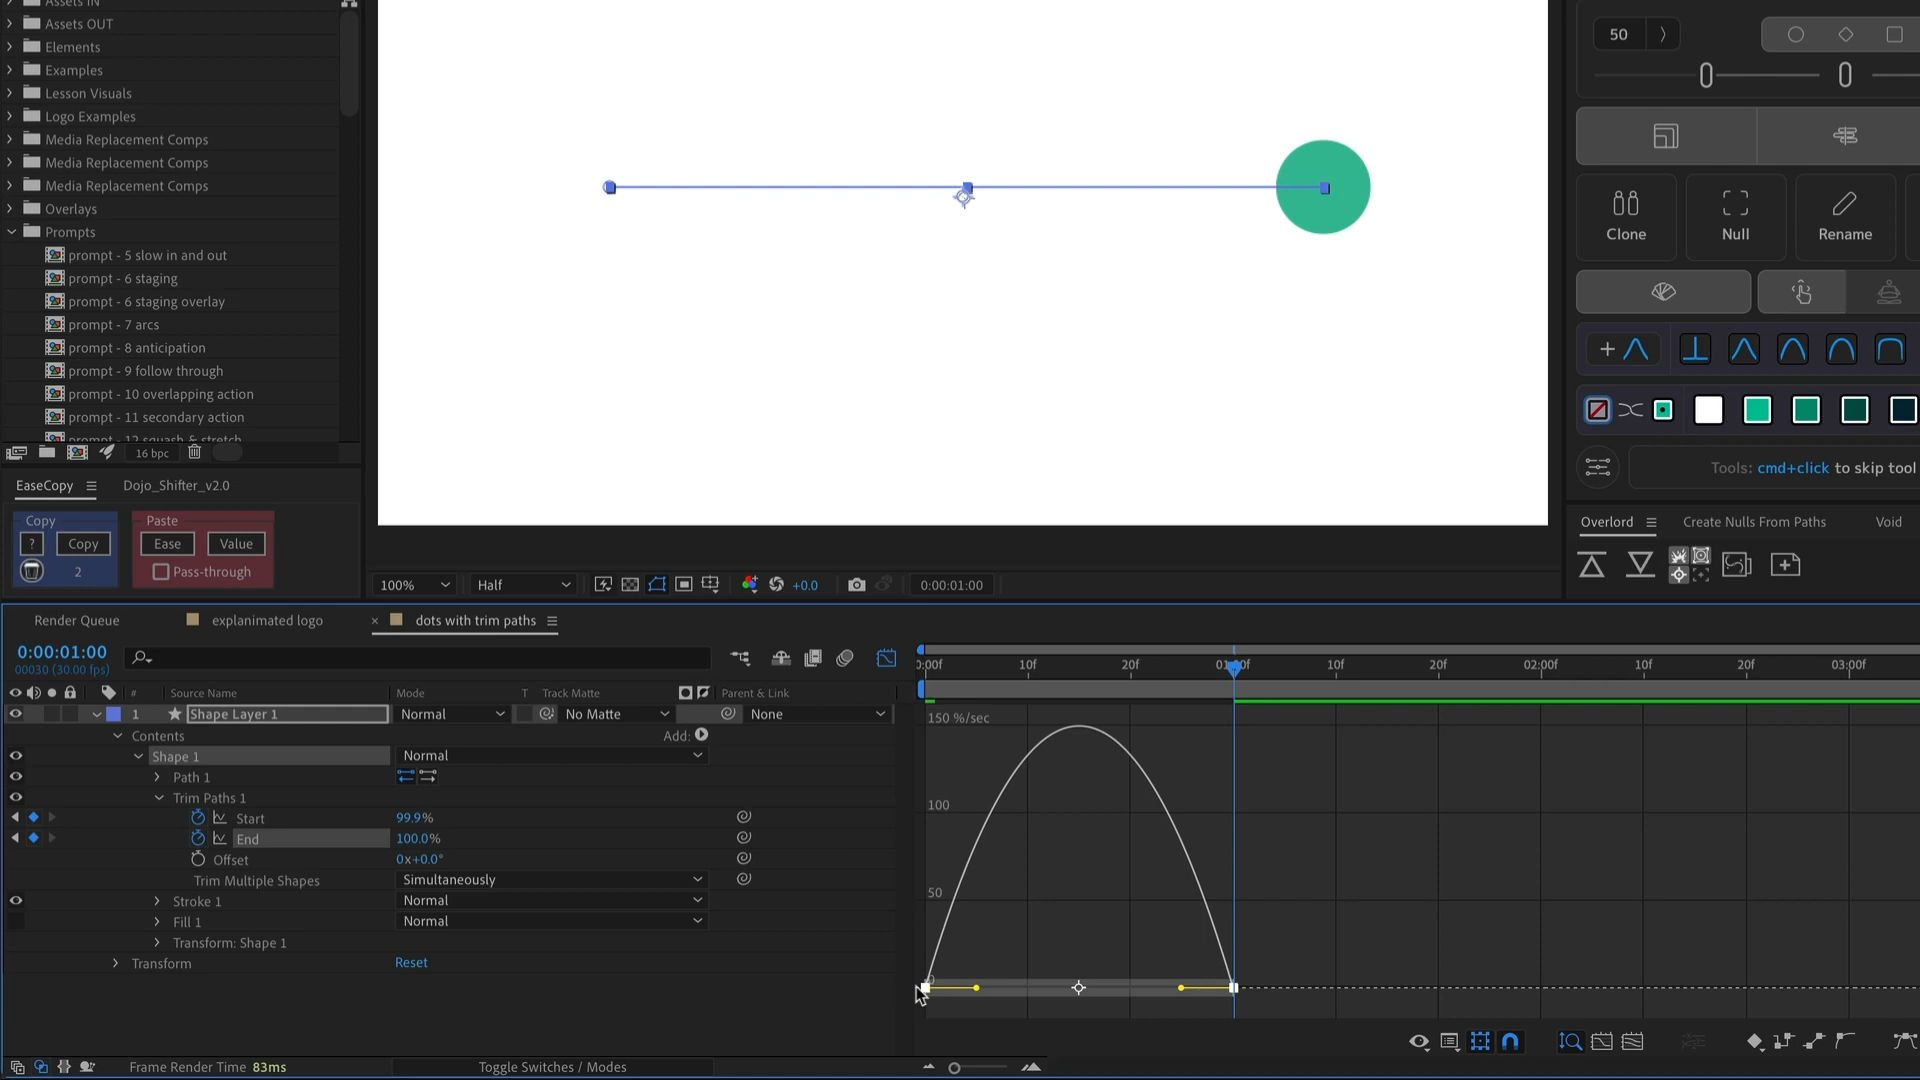 Assets IN
Assets OUT
Elements
Examples
Lesson Visuals
Logo Examples
Media Replacement Comps
Media Replacement Comps
Media Replacement Comps
Overlays
Prompts
prompt - 5 slow in and out
prompt - 6 staging
prompt - 6 staging overlay
prompt - 7 arcs
prompt - 8 anticipation
prompt - 9 follow through
prompt - 10 overlapping action
prompt - 11 secondary action
prompt - 12 squash & stretch
16 bpc
EaseCopy
Dojo_Shifter_v2.0
Copy
Paste
?
Copy
Ease
Value
2
Pass-through
100%
Half
+0.0
0:00:01:00
50
Clone
Null
Rename
Tools: cmd+click to skip tool
Overlord
Create Nulls From Paths
Void
Render Queue
explanimated logo
× dots with trim paths
0:00:01:00
00030 (30.00 fps)
# Source Name
Mode
T Track Matte
Parent & Link
1 Shape Layer 1
Normal
No Matte
None
Contents
Add:
Shape 1
Normal
Path 1
Trim Paths 1
Start
99.9%
End
100.0%
Offset
0x+0.0°
Trim Multiple Shapes
Simultaneously
Stroke 1
Normal
Fill 1
Normal
Transform: Shape 1
Transform
Reset
0:00f 10f 20f 01:00f 10f 20f 02:00f 10f 20f 03:00f
150 %/sec
100
50
0
Frame Render Time 83ms
Toggle Switches / Modes